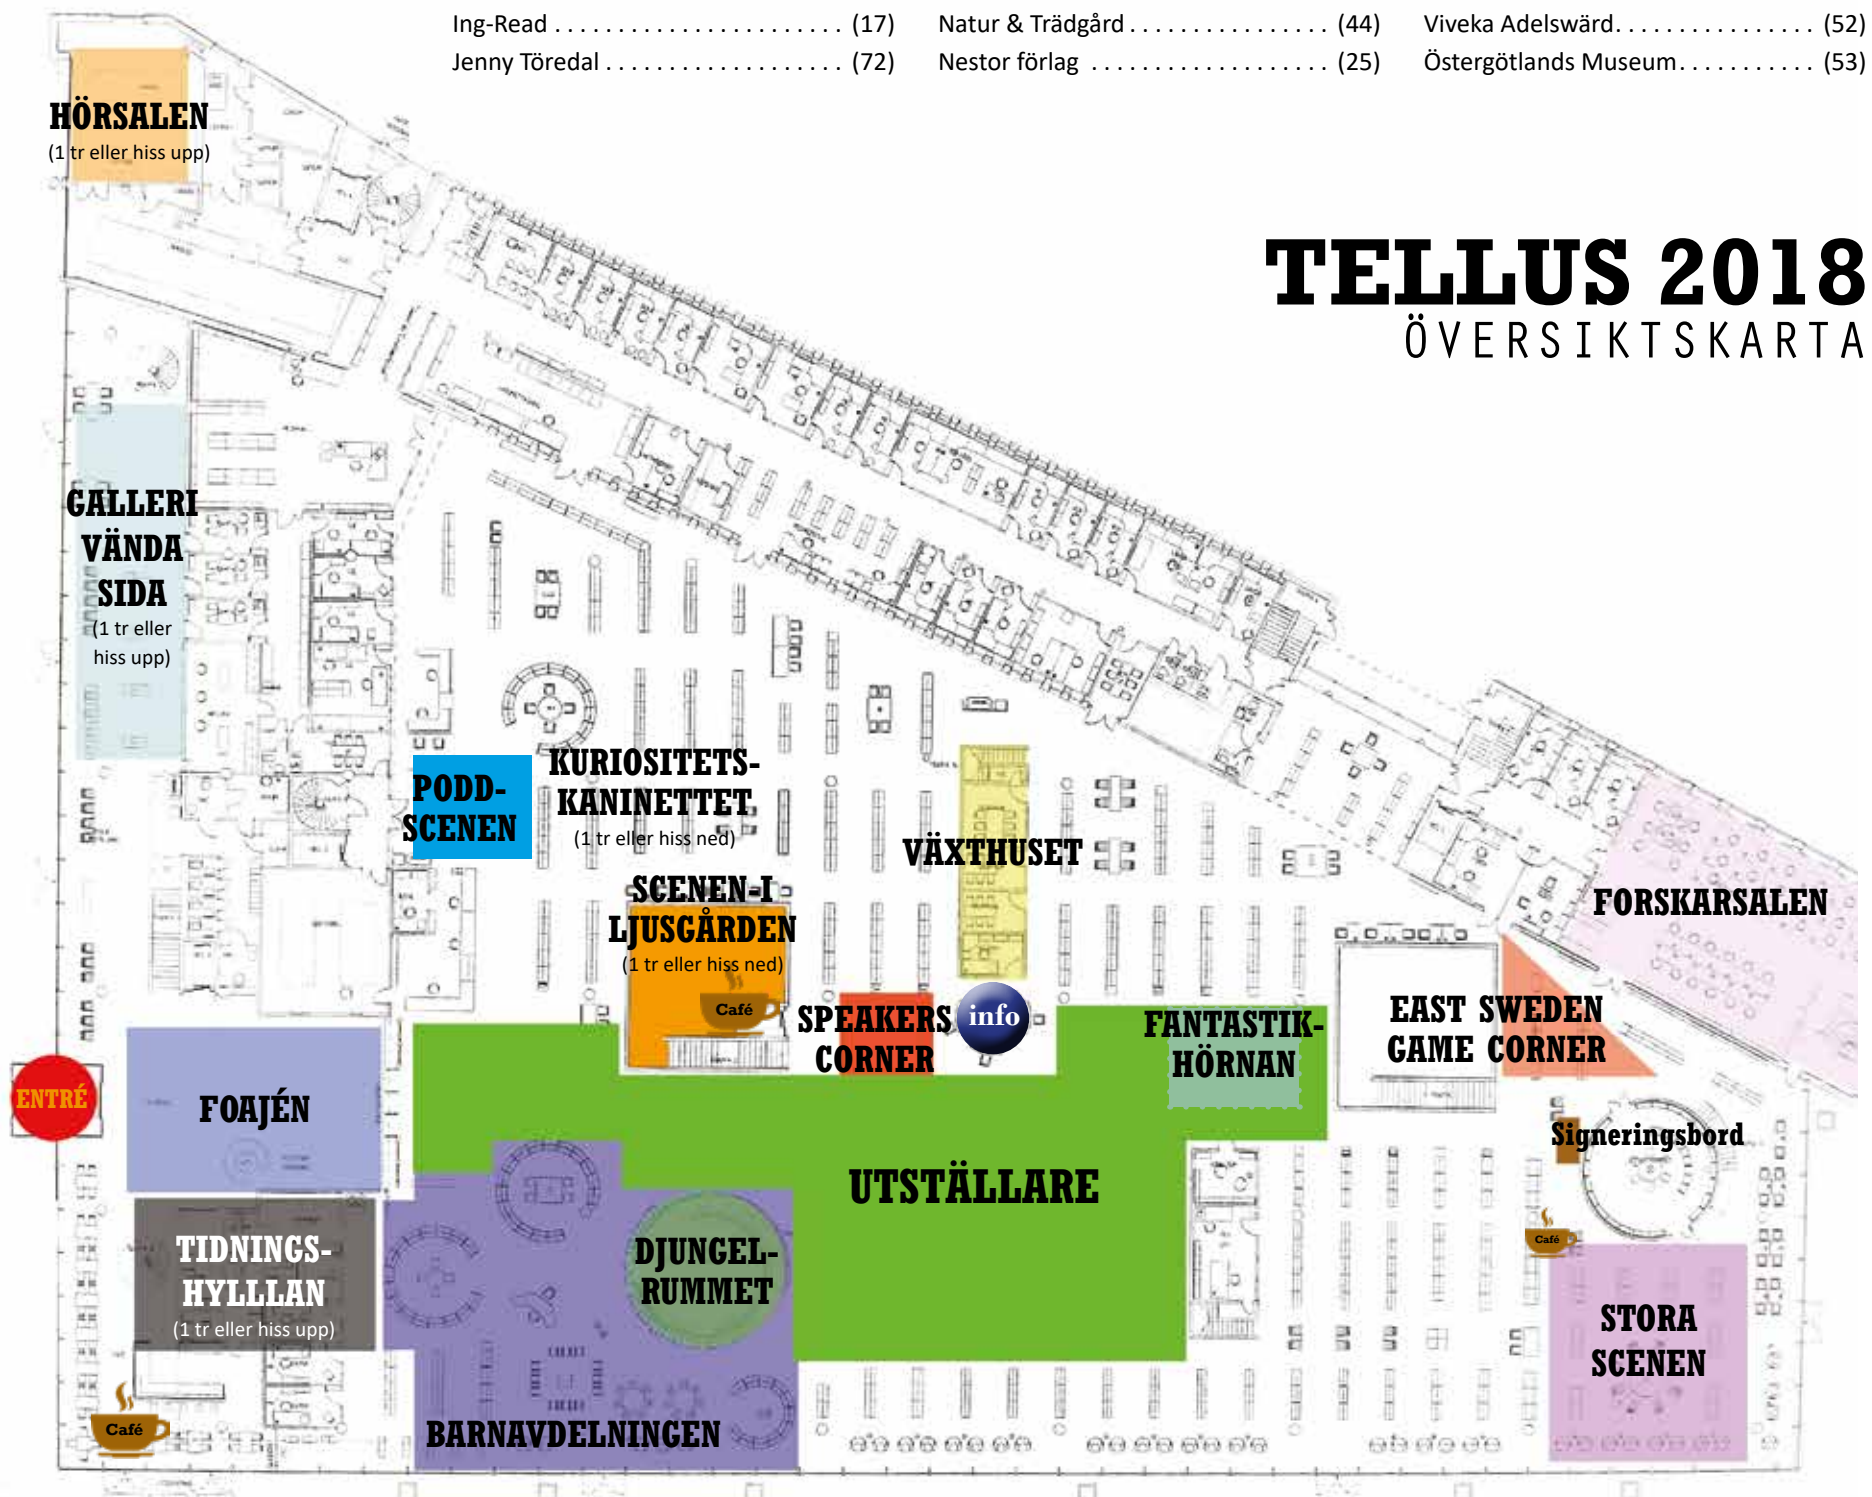 Ing-Read . . . . . . . . . . . . . . . . . . . . . . . (17)
Jenny Töredal . . . . . . . . . . . . . . . . . . . (72)
Natur & Trädgård . . . . . . . . . . . . . . . . (44)
Nestor förlag . . . . . . . . . . . . . . . . . . . (25)
Viveka Adelswärd. . . . . . . . . . . . . . . . (52)
Östergötlands Museum. . . . . . . . . . . (53)
TELLUS 2018
ÖVERSIKTSKARTA
HÖRSALEN
(1 tr eller hiss upp)
GALLERI
VÄNDA
SIDA
(1 tr eller
hiss upp)
PODD-
SCENEN
KURIOSITETS-
KANINETTET
(1 tr eller hiss ned)
SCENEN-I
LJUSGÅRDEN
(1 tr eller hiss ned)
Café
VÄXTHUSET
SPEAKERS
CORNER
info
FANTASTIK-
HÖRNAN
EAST SWEDEN
GAME CORNER
FORSKARSALEN
ENTRÉ
FOAJÉN
UTSTÄLLARE
Signeringsbord
Café
TIDNINGS-
HYLLLAN
(1 tr eller hiss upp)
DJUNGEL-
RUMMET
STORA
SCENEN
Café
BARNAVDELNINGEN